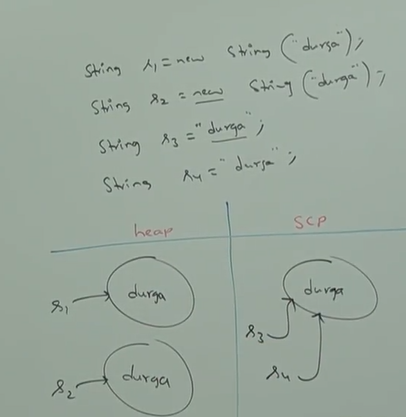 String s1 = new String ("durga");
String s2 = new String ("durga");
String s3 = "durga";
String s4 = "durga";
heap SCP
s1 durga
durga
s3
s4
s2 durga